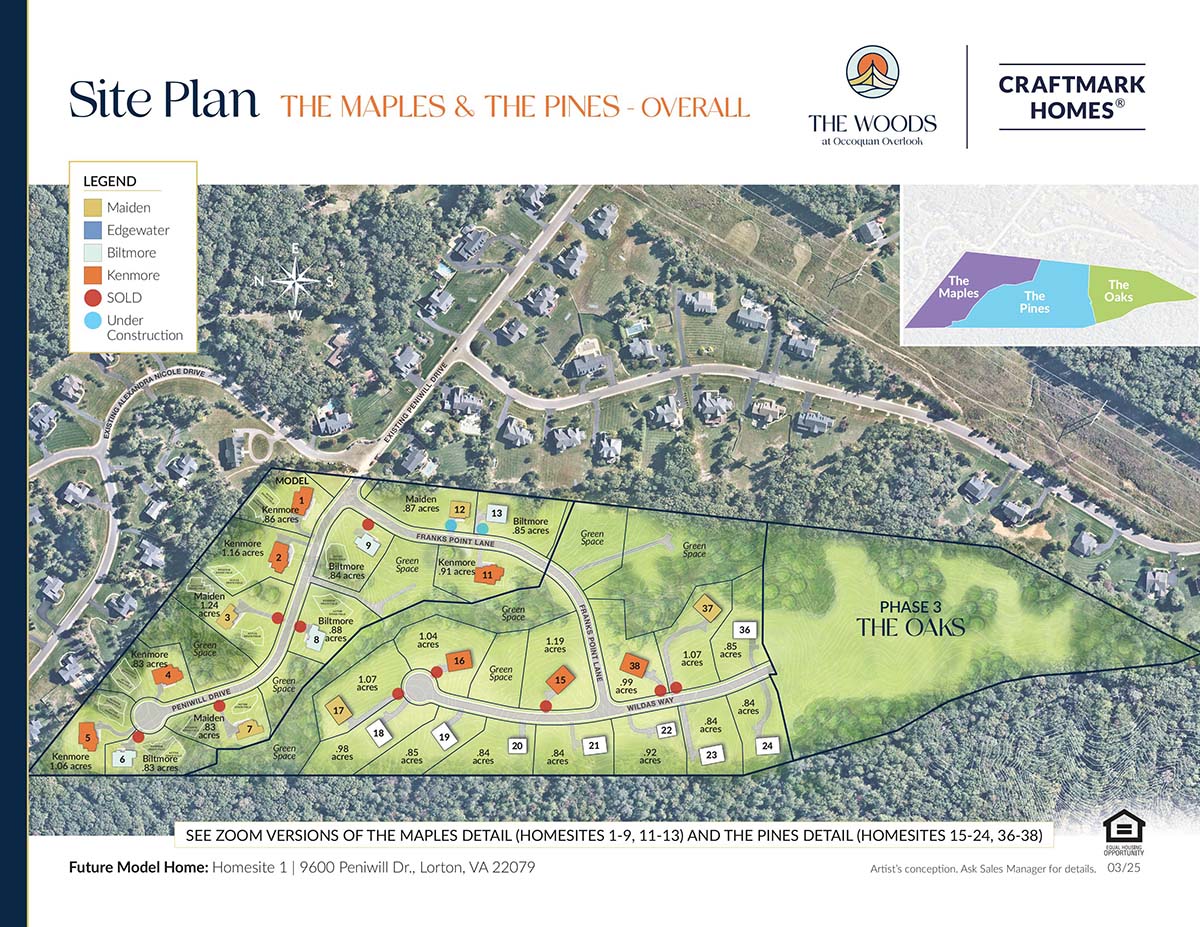 Site Plan THE MAPLES & THE PINES - OVERALL
THE WOODS
at Occoquan Overlook
CRAFTMARK
HOMES®
LEGEND
Maiden
Edgewater
Biltmore
Kenmore
SOLD
Under
Construction
E
N S
W
The
Maples
The
Pines
The
Oaks
EXISTING ALEXANDRA NICOLE DRIVE
EXISTING PENIWILL DRIVE
MODEL
1
Kenmore
.86 acres
Kenmore
1.16 acres
2
Maiden
1.24
acres
3
Green
Space
Kenmore
.83 acres
4
PENIWILL DRIVE
5
Kenmore
1.06 acres
6
Biltmore
.83 acres
Maiden
.83
acres
7
Green
Space
Green
Space
Biltmore
.88
acres
8
9
Biltmore
.84 acres
Green
Space
Maiden
.87 acres
12
13
Biltmore
.85 acres
FRANKS POINT LANE
Kenmore
.91 acres
11
Green
Space
Green
Space
Green
Space
FRANKS POINT LANE
1.04
acres
16
Green
Space
1.19
acres
15
1.07
acres
17
38
.99
acres
37
1.07
acres
36
.85
acres
WILDAS WAY
18
.98
acres
19
.85
acres
20
.84
acres
21
.84
acres
22
.92
acres
23
.84
acres
24
.84
acres
PHASE 3
THE OAKS
SEE ZOOM VERSIONS OF THE MAPLES DETAIL (HOMESITES 1-9, 11-13) AND THE PINES DETAIL (HOMESITES 15-24, 36-38)
Future Model Home: Homesite 1 | 9600 Peniwill Dr., Lorton, VA 22079
Artist's conception. Ask Sales Manager for details. 03/25
EQUAL HOUSING
OPPORTUNITY